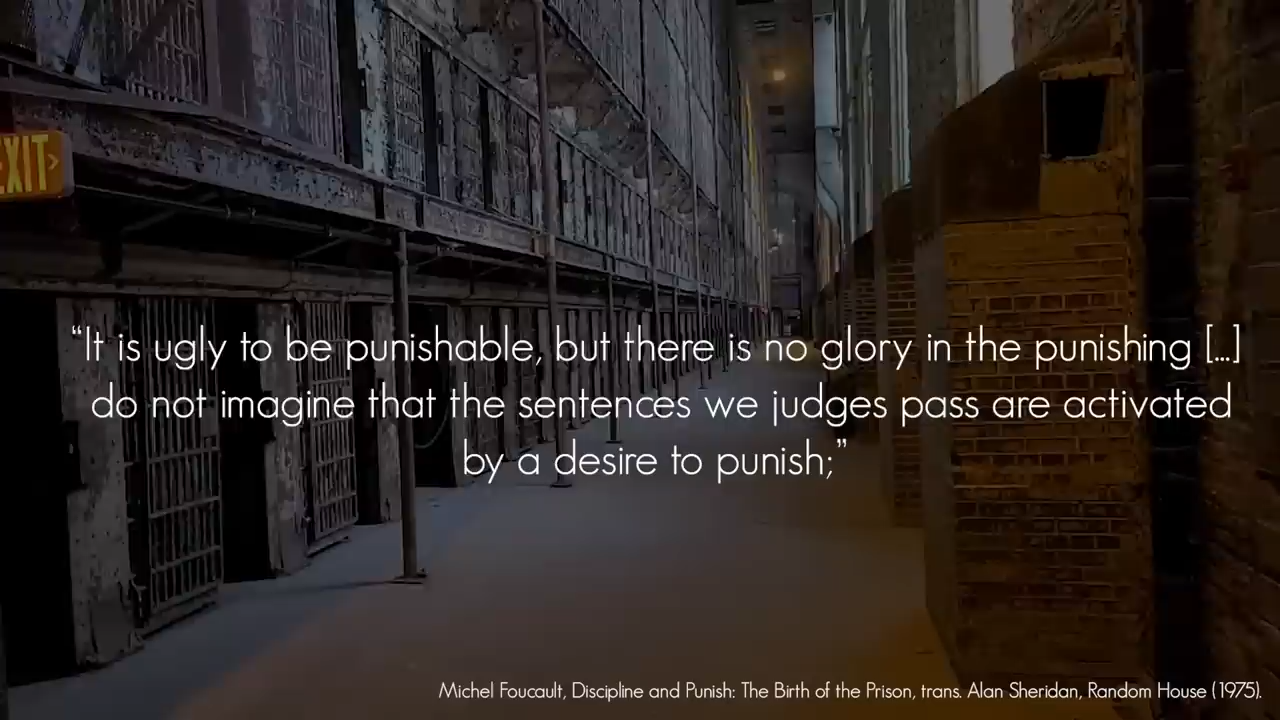 EXIT
“It is ugly to be punishable, but there is no glory in the punishing [...]
do not imagine that the sentences we judges pass are activated
by a desire to punish;”
Michel Foucault, Discipline and Punish: The Birth of the Prison, trans. Alan Sheridan, Random House (1975).